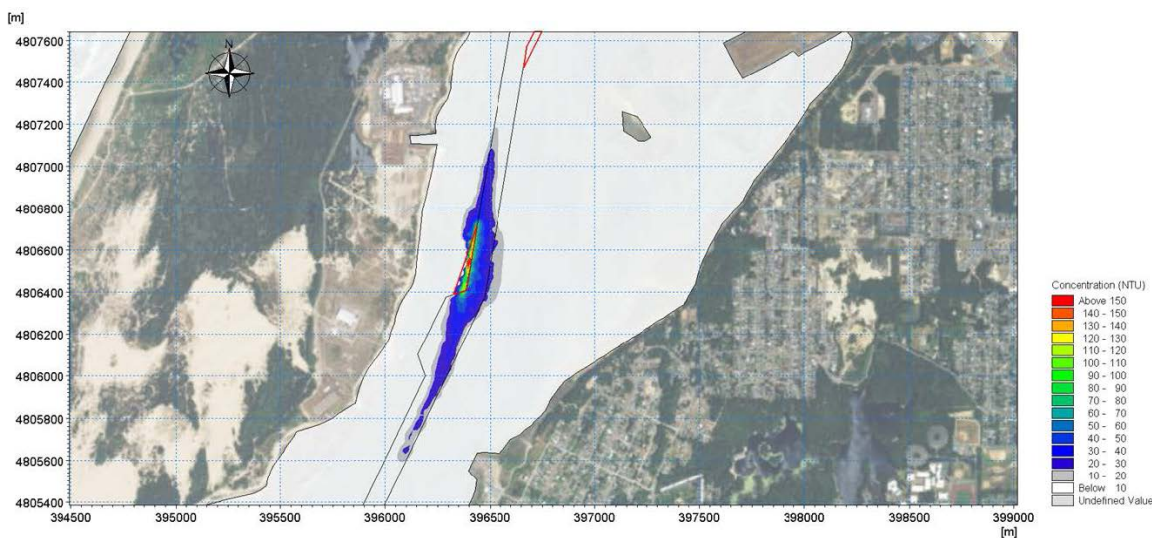 [m]
4807600
4807400
4807200
4807000
4806800
4806600
4806400
4806200
4806000
4805800
4805600
4805400
N
394500 395000 395500 396000 396500 397000 397500 398000 398500 399000
[m]
Concentration (NTU)
Above 150
140 - 150
130 - 140
120 - 130
110 - 120
100 - 110
90 - 100
80 - 90
70 - 80
60 - 70
50 - 60
40 - 50
30 - 40
20 - 30
10 - 20
Below 10
Undefined Value